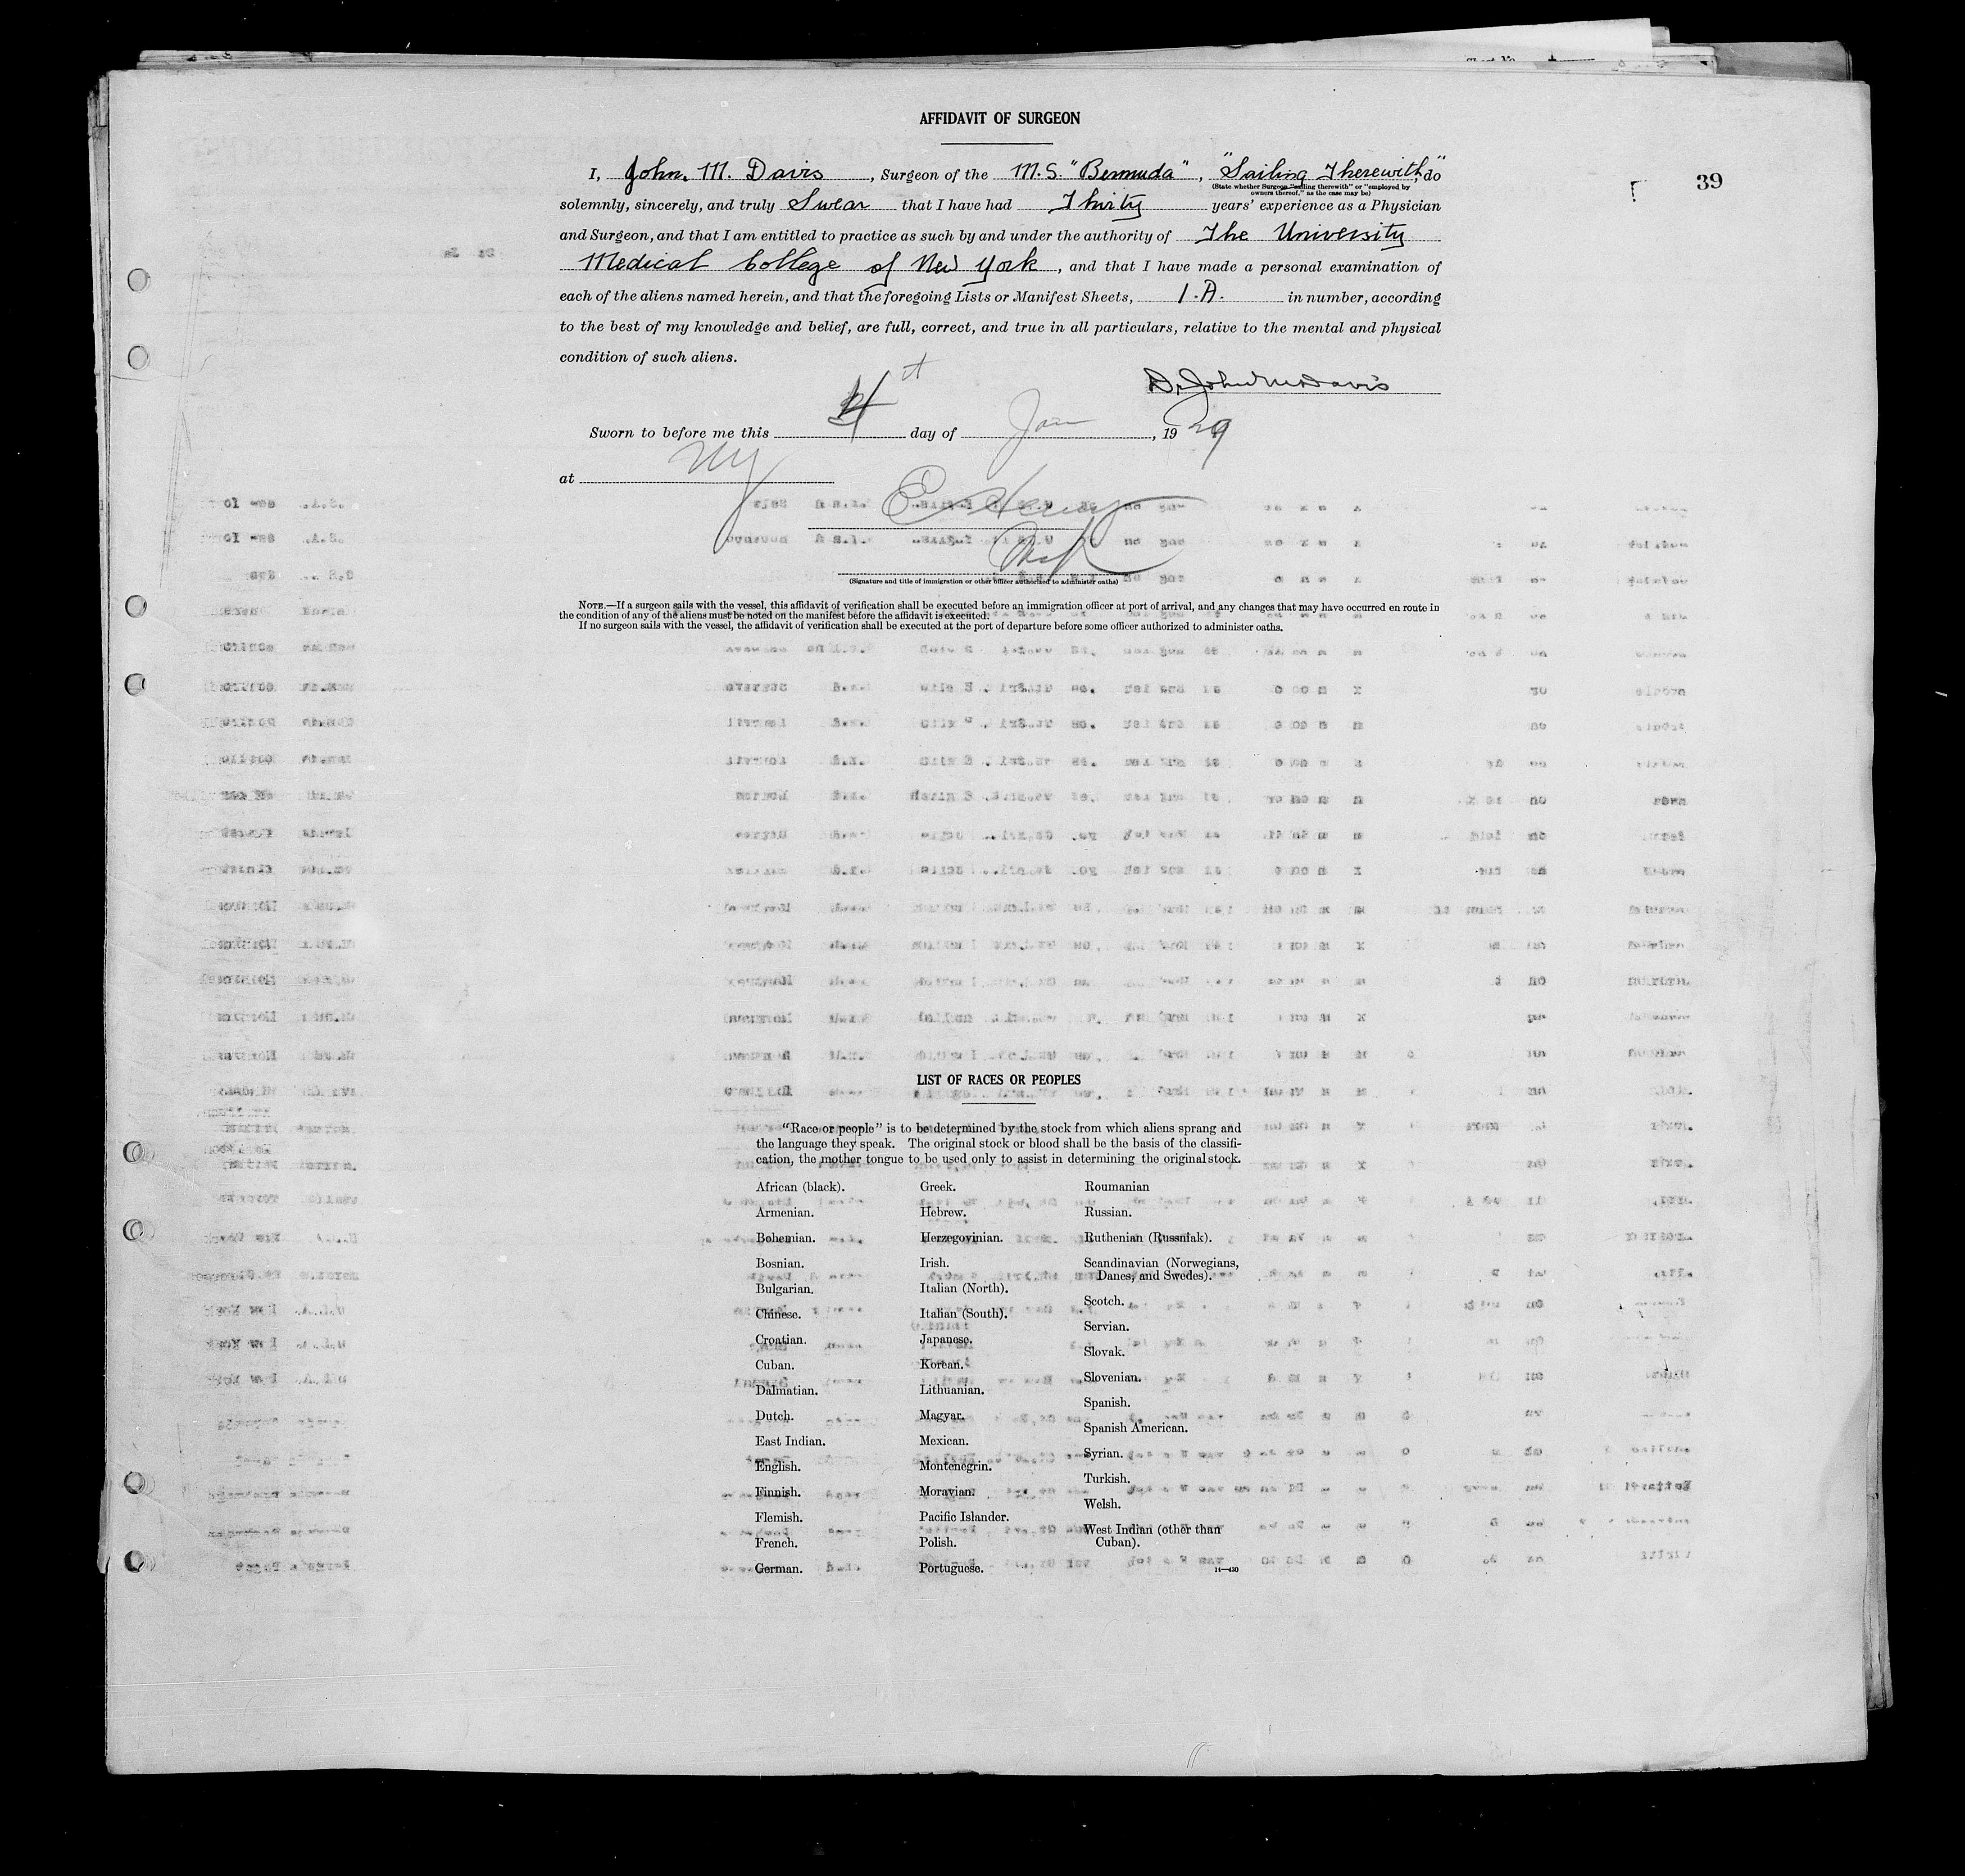 AFFIDAVIT OF SURGEON
39
I, John. M. Davis, Surgeon of the M.S. "Bermuda", "Sailing Therewith," do
(State whether Surgeon "sailing therewith" or "employed by
owners thereof," as the case may be)
solemnly, sincerely, and truly Swear that I have had Thirty years' experience as a Physician
and Surgeon, and that I am entitled to practice as such by and under the authority of The University
Medical College of New York, and that I have made a personal examination of
each of the aliens named herein, and that the foregoing Lists or Manifest Sheets, 1.A. in number, according
to the best of my knowledge and belief, are full, correct, and true in all particulars, relative to the mental and physical
condition of such aliens.
Dr John M Davis
Sworn to before me this 4 day of Jan, 1929
at NY
(Signature and title of immigration or other officer authorized to administer oaths)
NOTE.—If a surgeon sails with the vessel, this affidavit of verification shall be executed before an immigration officer at port of arrival, and any changes that may have occurred en route in
the condition of any of the aliens must be noted on the manifest before the affidavit is executed.
If no surgeon sails with the vessel, the affidavit of verification shall be executed at the port of departure before some officer authorized to administer oaths.
LIST OF RACES OR PEOPLES
"Race or people" is to be determined by the stock from which aliens sprang and
the language they speak. The original stock or blood shall be the basis of the classifi-
cation, the mother tongue to be used only to assist in determining the original stock.
African (black).
Armenian.
Bohemian.
Bosnian.
Bulgarian.
Chinese.
Croatian.
Cuban.
Dalmatian.
Dutch.
East Indian.
English.
Finnish.
Flemish.
French.
German.
Greek.
Hebrew.
Herzegovinian.
Irish.
Italian (North).
Italian (South).
Japanese.
Korean.
Lithuanian.
Magyar.
Mexican.
Montenegrin.
Moravian.
Pacific Islander.
Polish.
Portuguese.
Roumanian
Russian.
Ruthenian (Russniak).
Scandinavian (Norwegians,
Danes, and Swedes).
Scotch.
Servian.
Slovak.
Slovenian.
Spanish.
Spanish American.
Syrian.
Turkish.
Welsh.
West Indian (other than
Cuban).
14—430